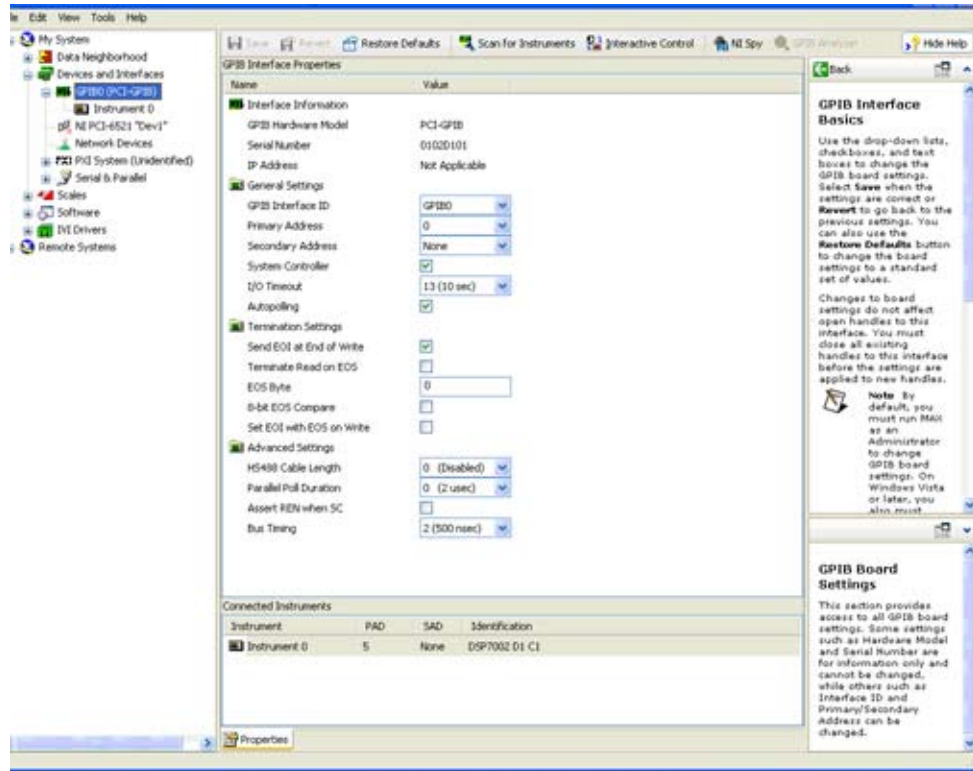 Edit View Tools Help
My System
Data Neighborhood
Devices and Interfaces
GPIB0 (PCI-GPIB)
Instrument 0
NI PCI-6521 "Dev1"
Network Devices
PXI PXI System (Unidentified)
Serial & Parallel
Scales
Software
IVI Drivers
Remote Systems
Save Revert Restore Defaults Scan for Instruments Interactive Control NI Spy GPIB Analyzer Hide Help
GPIB Interface Properties
Name Value
Interface Information
GPIB Hardware Model PCI-GPIB
Serial Number 0102D101
IP Address Not Applicable
General Settings
GPIB Interface ID GPIB0
Primary Address 0
Secondary Address None
System Controller
I/O Timeout 13 (10 sec)
Autopolling
Termination Settings
Send EOI at End of Write
Terminate Read on EOS
EOS Byte 0
8-bit EOS Compare
Set EOI with EOS on Write
Advanced Settings
HS488 Cable Length 0 (Disabled)
Parallel Poll Duration 0 (2 usec)
Assert REN when SC
Bus Timing 2 (500 nsec)
Connected Instruments
Instrument PAD SAD Identification
Instrument 0 5 None DSP7002 D1 C1
Properties
Back
GPIB Interface
Basics
Use the drop-down lists,
checkboxes, and text
boxes to change the
GPIB board settings.
Select Save when the
settings are correct or
Revert to go back to the
previous settings. You
can also use the
Restore Defaults button
to change the board
settings to a standard
set of values.
Changes to board
settings do not affect
open handles to this
interface. You must
close all existing
handles to this interface
before the settings are
applied to new handles.
Note By
default, you
must run MAX
as an
Administrator
to change
GPIB board
settings. On
Windows Vista
or later, you
also must
GPIB Board
Settings
This section provides
access to all GPIB board
settings. Some settings
such as Hardware Model
and Serial Number are
for information only and
cannot be changed,
while others such as
Interface ID and
Primary/Secondary
Address can be
changed.